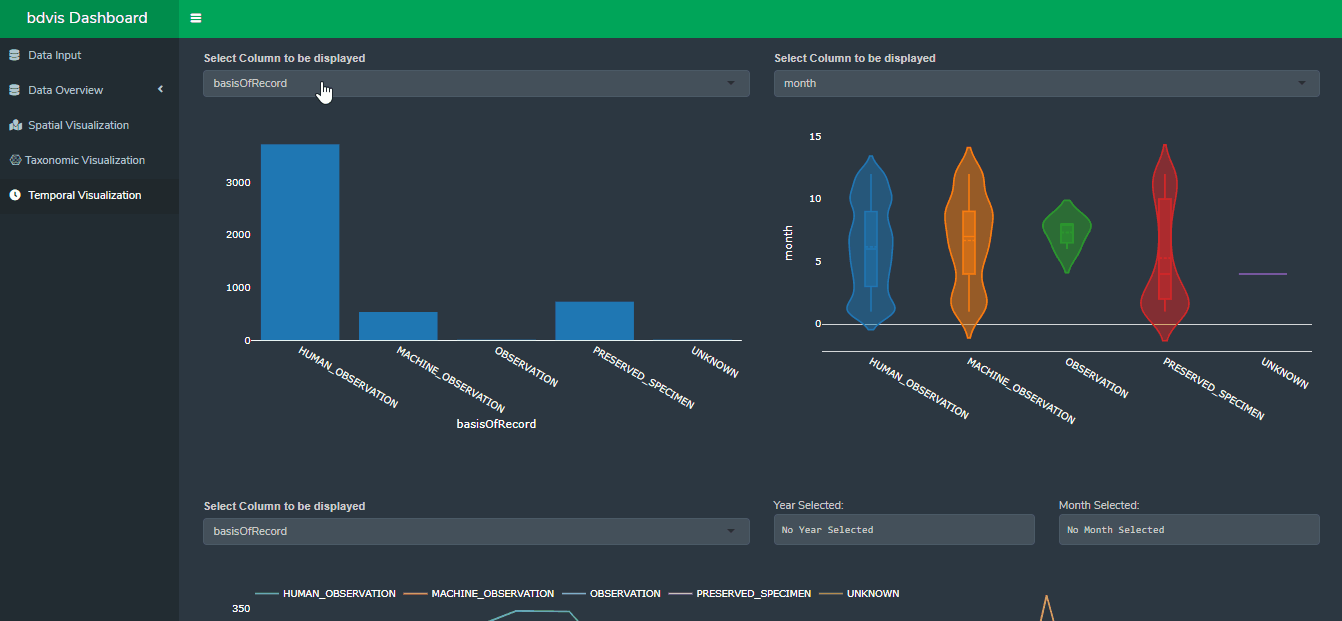 bdvis Dashboard
Data Input
Data Overview
Spatial Visualization
Taxonomic Visualization
Temporal Visualization
Select Column to be displayed
basisOfRecord
3000
2000
1000
0
HUMAN_OBSERVATION
MACHINE_OBSERVATION
OBSERVATION
PRESERVED_SPECIMEN
UNKNOWN
basisOfRecord
Select Column to be displayed
month
15
10
5
0
month
HUMAN_OBSERVATION
MACHINE_OBSERVATION
OBSERVATION
PRESERVED_SPECIMEN
UNKNOWN
Select Column to be displayed
basisOfRecord
Year Selected:
No Year Selected
Month Selected:
No Month Selected
HUMAN_OBSERVATION MACHINE_OBSERVATION OBSERVATION PRESERVED_SPECIMEN UNKNOWN
350